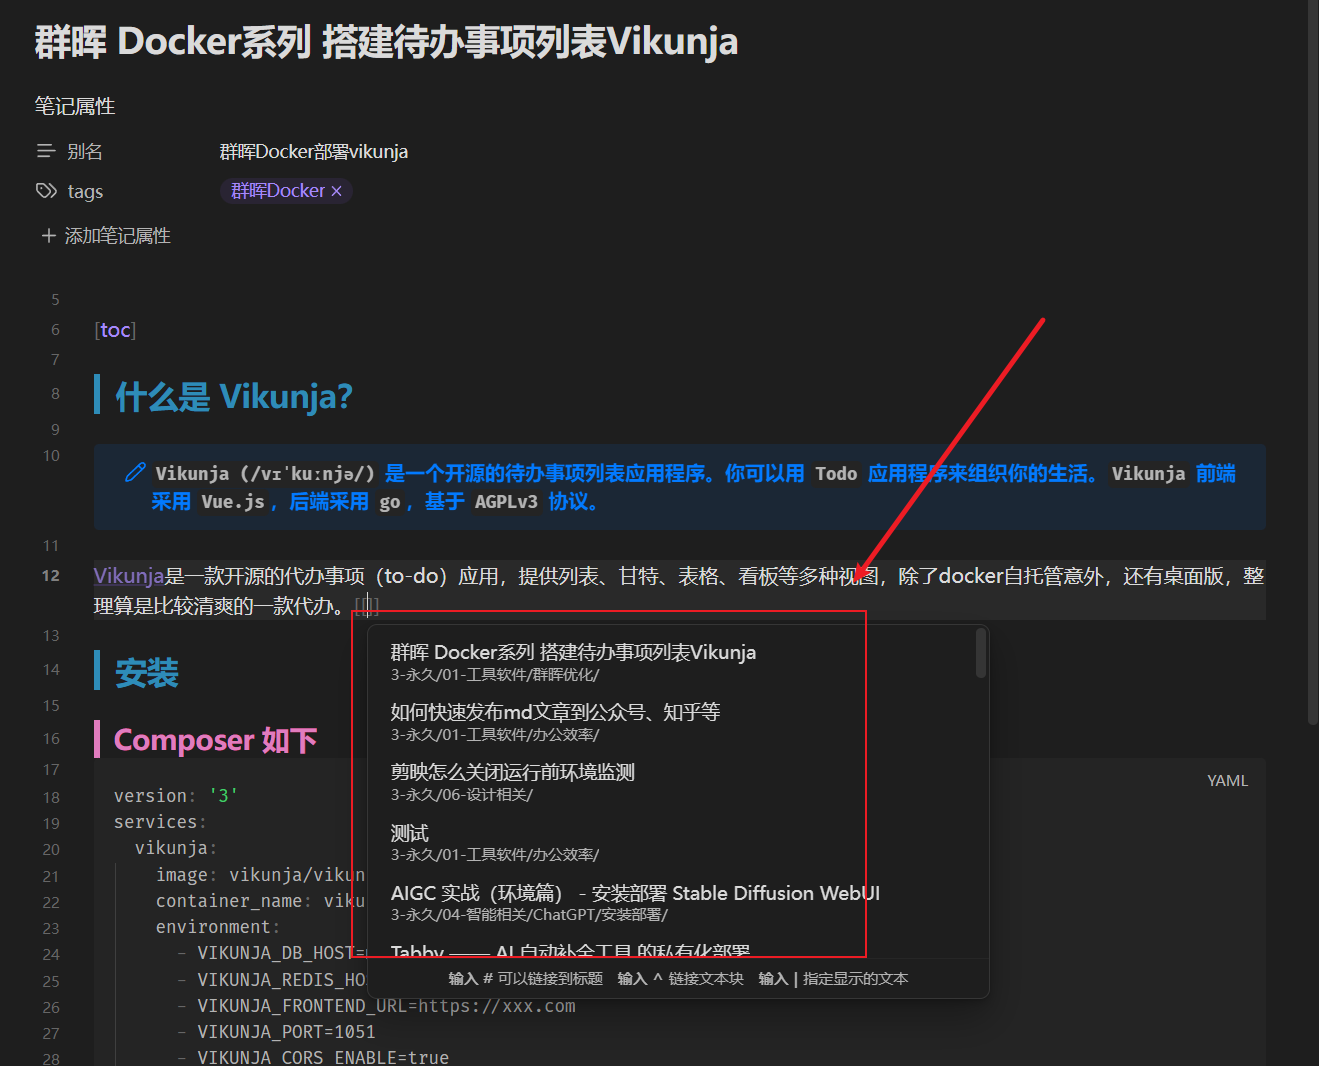 群晖 Docker系列 搭建待办事项列表Vikunja
笔记属性
别名 群晖Docker部署vikunja
tags 群晖Docker ×
+ 添加笔记属性
5
6 [toc]
7
8 什么是 Vikunja?
9
10 Vikunja (/vɪˈkuːnjə/) 是一个开源的待办事项列表应用程序。你可以用 Todo 应用程序来组织你的生活。 Vikunja 前端
采用 Vue.js ，后端采用 go ，基于 AGPLv3 协议。
11
12 Vikunja是一款开源的代办事项（to-do）应用，提供列表、甘特、表格、看板等多种视图，除了docker自托管意外，还有桌面版，整
理算是比较清爽的一款代办。[[]]
群晖 Docker系列 搭建待办事项列表Vikunja
3-永久/01-工具软件/群晖优化/
如何快速发布md文章到公众号、知乎等
3-永久/01-工具软件/办公效率/
剪映怎么关闭运行前环境监测
3-永久/06-设计相关/
测试
3-永久/01-工具软件/办公效率/
AIGC 实战（环境篇） - 安装部署 Stable Diffusion WebUI
3-永久/04-智能相关/ChatGPT/安装部署/
Tabby —— AI 自动补全工具 的私有化部署
输入 # 可以链接到标题 输入 ^ 链接文本块 输入 | 指定显示的文本
13
14 安装
15
16 Composer 如下
17
YAML
18 version: '3'
19 services:
20 vikunja:
21 image: vikunja/vikun
22 container_name: viku
23 environment:
24 - VIKUNJA_DB_HOST=
25 - VIKUNJA_REDIS_HO
26 - VIKUNJA_FRONTEND_URL=https://xxx.com
27 - VIKUNJA_PORT=1051
28 - VIKUNJA_CORS_ENABLE=true